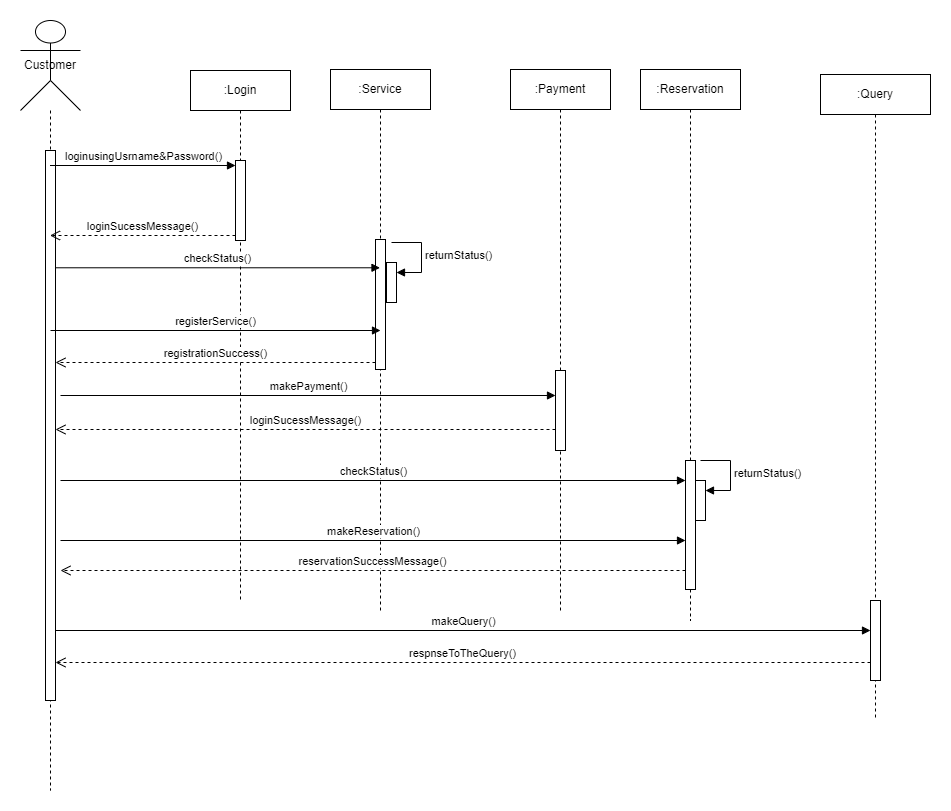 Customer
:Login
:Service
:Payment
:Reservation
:Query
loginusingUsrname&Password()
loginSucessMessage()
checkStatus()
returnStatus()
registerService()
registrationSuccess()
makePayment()
loginSucessMessage()
checkStatus()
returnStatus()
makeReservation()
reservationSuccessMessage()
makeQuery()
respnseToTheQuery()